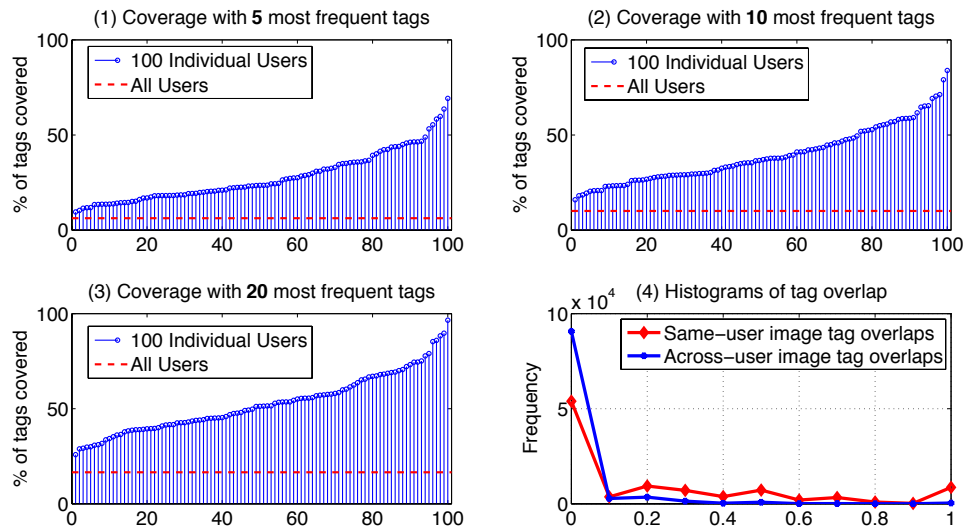 (1) Coverage with 5 most frequent tags
100
50
0
% of tags covered
100 Individual Users
All Users
0 20 40 60 80 100
(2) Coverage with 10 most frequent tags
100
50
0
% of tags covered
100 Individual Users
All Users
0 20 40 60 80 100
(3) Coverage with 20 most frequent tags
100
50
0
% of tags covered
100 Individual Users
All Users
0 20 40 60 80 100
(4) Histograms of tag overlap
x 10^4
10
5
0
Frequency
Same-user image tag overlaps
Across-user image tag overlaps
0 0.2 0.4 0.6 0.8 1